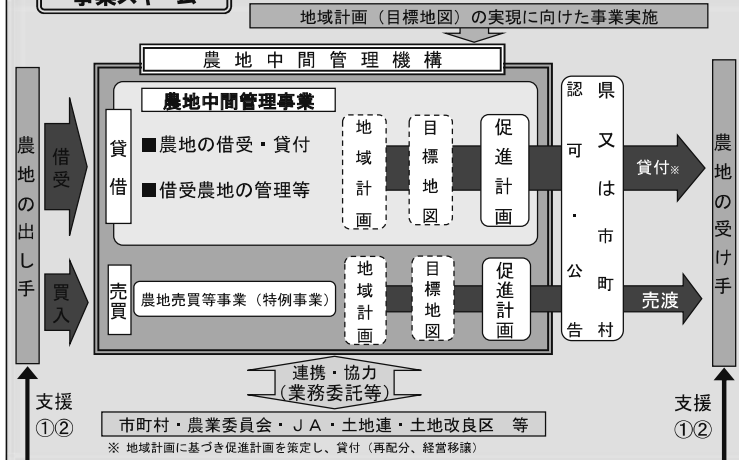 事業スキーム
地域計画（目標地図）の実現に向けた事業実施
農地中間管理機構
農地中間管理事業
農地の出し手
借受
貸借
■農地の借受・貸付
■借受農地の管理等
地域計画
目標地図
促進計画
県又は市町村
認可・公告
貸付※
農地の受け手
買入
売買
農地売買等事業（特例事業）
地域計画
目標地図
促進計画
売渡
連携・協力
（業務委託等）
支援
①②
支援
①②
市町村・農業委員会・ＪＡ・土地連・土地改良区　等
※ 地域計画に基づき促進計画を策定し、貸付（再配分、経営移譲）